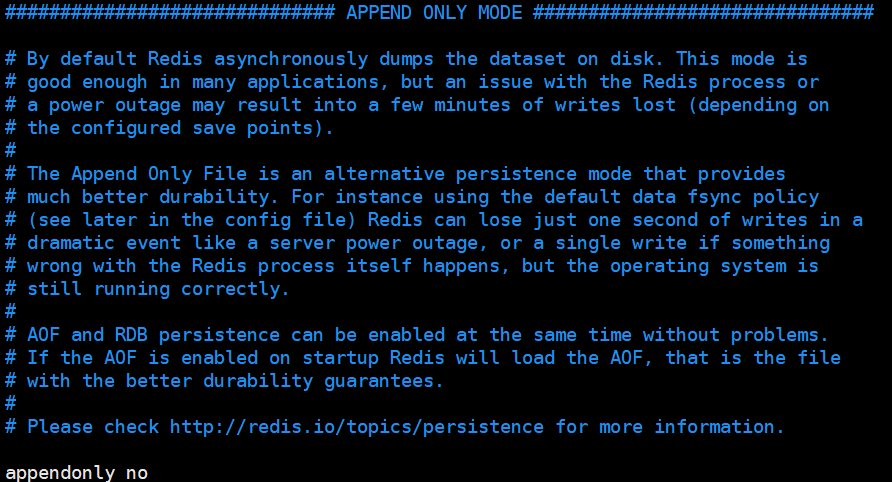 ############################## APPEND ONLY MODE ###############################
# By default Redis asynchronously dumps the dataset on disk. This mode is
# good enough in many applications, but an issue with the Redis process or
# a power outage may result into a few minutes of writes lost (depending on
# the configured save points).
#
# The Append Only File is an alternative persistence mode that provides
# much better durability. For instance using the default data fsync policy
# (see later in the config file) Redis can lose just one second of writes in a
# dramatic event like a server power outage, or a single write if something
# wrong with the Redis process itself happens, but the operating system is
# still running correctly.
#
# AOF and RDB persistence can be enabled at the same time without problems.
# If the AOF is enabled on startup Redis will load the AOF, that is the file
# with the better durability guarantees.
#
# Please check http://redis.io/topics/persistence for more information.
appendonly no